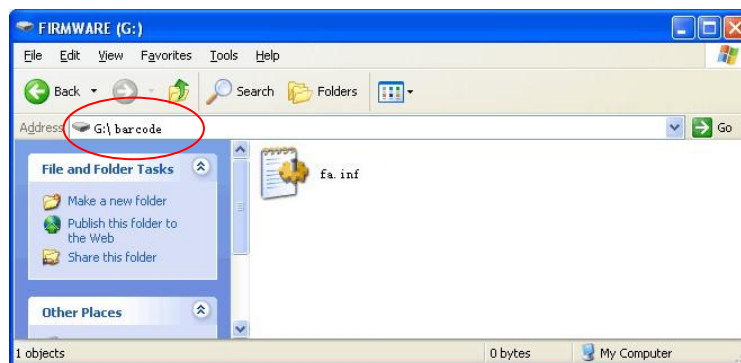 FIRMWARE (G:)
File Edit View Favorites Tools Help
Back Search Folders
Address G:\ barcode Go
File and Folder Tasks
fa. inf
Make a new folder
Publish this folder to
the Web
Share this folder
Other Places
1 objects 0 bytes My Computer